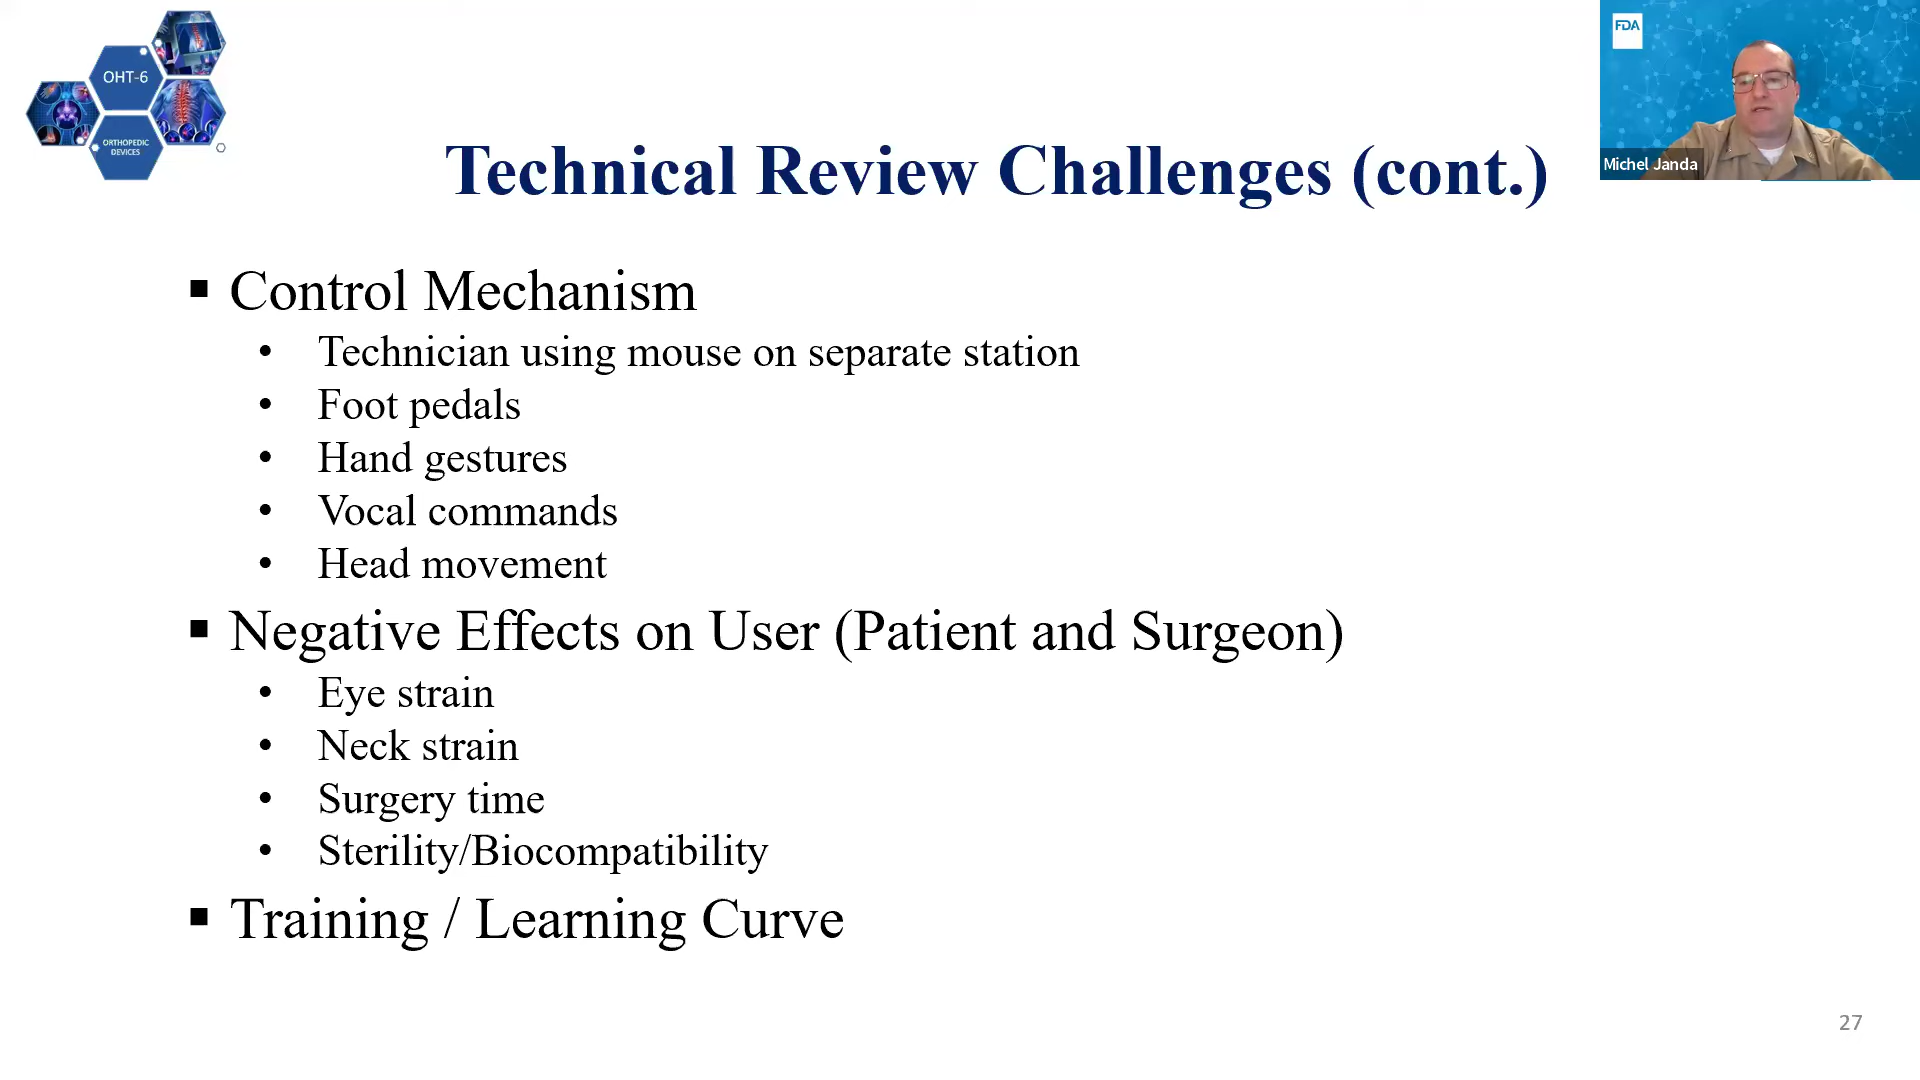 OHT-6
ORTHOPEDIC
DEVICES
FDA
Michel Janda
Technical Review Challenges (cont.)
▪ Control Mechanism
• Technician using mouse on separate station
• Foot pedals
• Hand gestures
• Vocal commands
• Head movement
▪ Negative Effects on User (Patient and Surgeon)
• Eye strain
• Neck strain
• Surgery time
• Sterility/Biocompatibility
▪ Training / Learning Curve
27